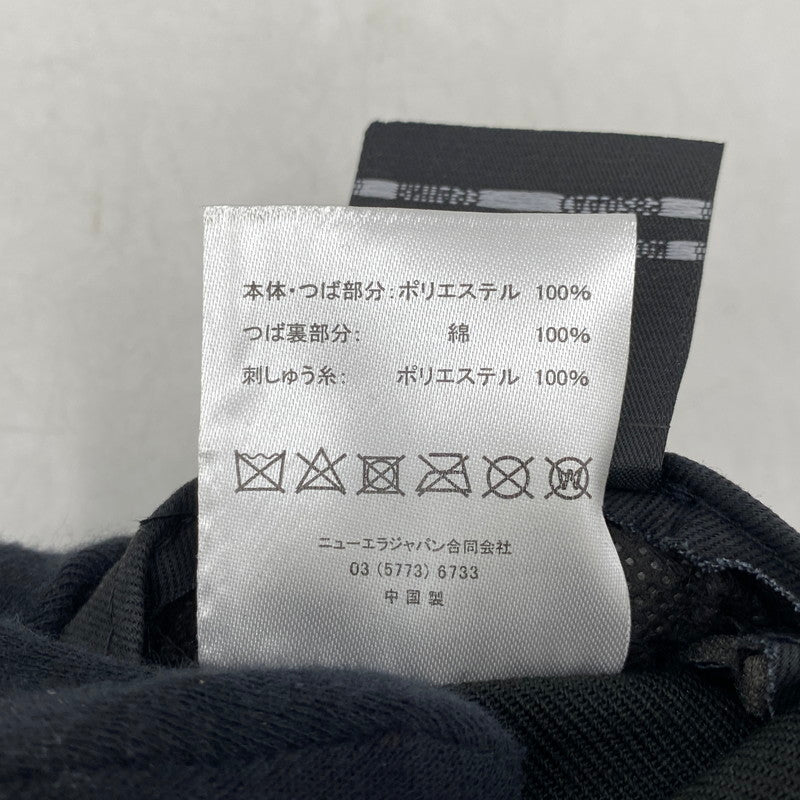 本体・つば部分：ポリエステル 100%
つば裏部分： 綿 100%
刺しゅう糸： ポリエステル 100%
ニューエラジャパン合同会社
03 (5773) 6733
中国製